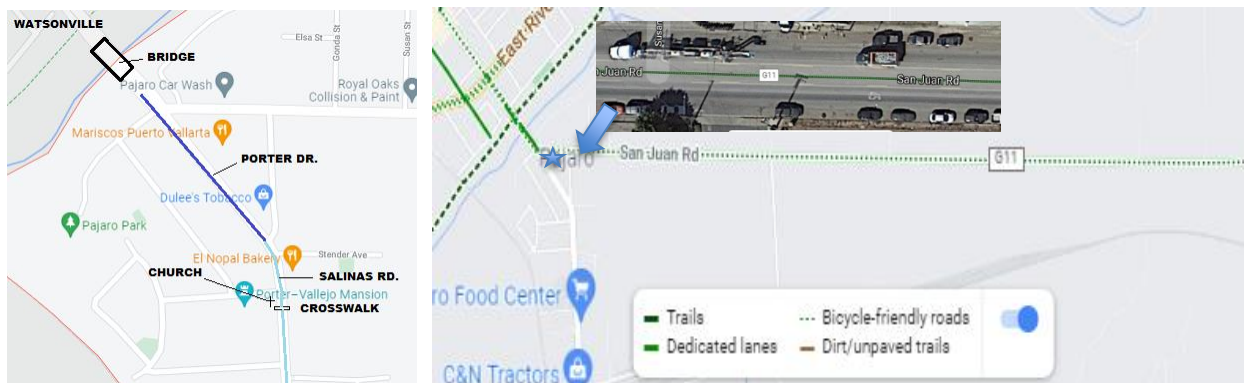 WATSONVILLE
BRIDGE
Elsa St
Gonda St
Susan St
Pajaro Car Wash
Royal Oaks
Collision & Paint
Mariscos Puerto Vallarta
PORTER DR.
Dulee's Tobacco
Pajaro Park
El Nopal Bakery
Stender Ave
CHURCH
SALINAS RD.
Porter–Vallejo Mansion
CROSSWALK
East River
Susan
n Juan Rd
G11
San Juan Rd
Pajaro
San Juan Rd
G11
ro Food Center
C&N Tractors
Trails
Bicycle-friendly roads
Dedicated lanes
Dirt/unpaved trails